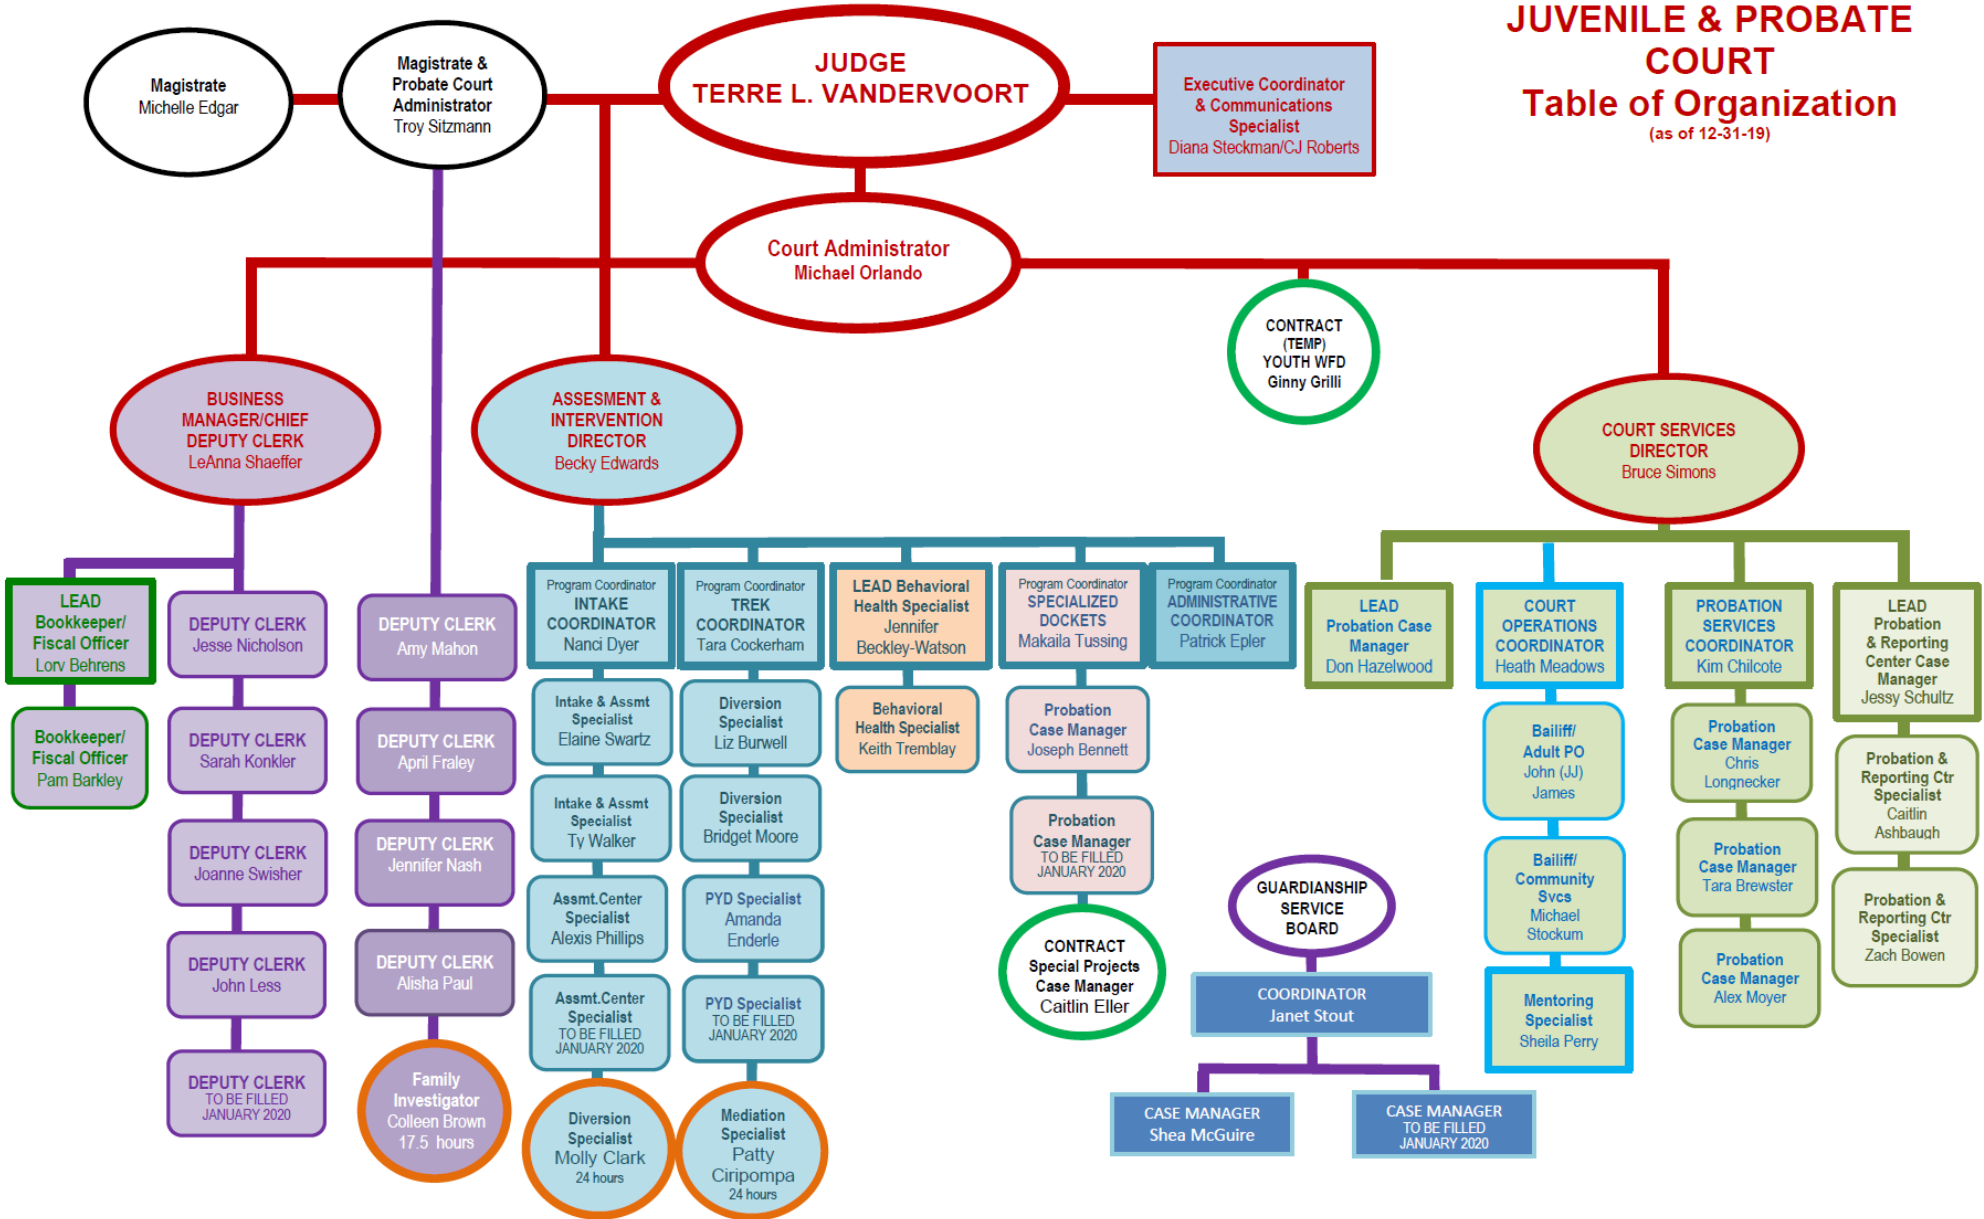 JUVENILE & PROBATE
COURT
Table of Organization
(as of 12-31-19)
Magistrate
Michelle Edgar
Magistrate &
Probate Court
Administrator
Troy Sitzmann
JUDGE
TERRE L. VANDERVOORT
Executive Coordinator
& Communications
Specialist
Diana Steckman/CJ Roberts
Court Administrator
Michael Orlando
CONTRACT
(TEMP)
YOUTH WFD
Ginny Grilli
BUSINESS
MANAGER/CHIEF
DEPUTY CLERK
LeAnna Shaeffer
ASSESMENT &
INTERVENTION
DIRECTOR
Becky Edwards
COURT SERVICES
DIRECTOR
Bruce Simons
LEAD
Bookkeeper/
Fiscal Officer
Lory Behrens
Bookkeeper/
Fiscal Officer
Pam Barkley
DEPUTY CLERK
Jesse Nicholson
DEPUTY CLERK
Sarah Konkler
DEPUTY CLERK
Joanne Swisher
DEPUTY CLERK
John Less
DEPUTY CLERK
TO BE FILLED
JANUARY 2020
DEPUTY CLERK
Amy Mahon
DEPUTY CLERK
April Fraley
DEPUTY CLERK
Jennifer Nash
DEPUTY CLERK
Alisha Paul
Family
Investigator
Colleen Brown
17.5 hours
Program Coordinator
INTAKE
COORDINATOR
Nanci Dyer
Intake & Assmt
Specialist
Elaine Swartz
Intake & Assmt
Specialist
Ty Walker
Assmt.Center
Specialist
Alexis Phillips
Assmt.Center
Specialist
TO BE FILLED
JANUARY 2020
Diversion
Specialist
Molly Clark
24 hours
Program Coordinator
TREK
COORDINATOR
Tara Cockerham
Diversion
Specialist
Liz Burwell
Diversion
Specialist
Bridget Moore
PYD Specialist
Amanda
Enderle
PYD Specialist
TO BE FILLED
JANUARY 2020
Mediation
Specialist
Patty
Ciripompa
24 hours
LEAD Behavioral
Health Specialist
Jennifer
Beckley-Watson
Behavioral
Health Specialist
Keith Tremblay
Program Coordinator
SPECIALIZED
DOCKETS
Makaila Tussing
Probation
Case Manager
Joseph Bennett
Probation
Case Manager
TO BE FILLED
JANUARY 2020
CONTRACT
Special Projects
Case Manager
Caitlin Eller
Program Coordinator
ADMINISTRATIVE
COORDINATOR
Patrick Epler
GUARDIANSHIP
SERVICE
BOARD
COORDINATOR
Janet Stout
CASE MANAGER
Shea McGuire
CASE MANAGER
TO BE FILLED
JANUARY 2020
LEAD
Probation Case
Manager
Don Hazelwood
COURT
OPERATIONS
COORDINATOR
Heath Meadows
Bailiff/
Adult PO
John (JJ)
James
Bailiff/
Community
Svcs
Michael
Stockum
Mentoring
Specialist
Sheila Perry
PROBATION
SERVICES
COORDINATOR
Kim Chilcote
Probation
Case Manager
Chris
Longnecker
Probation
Case Manager
Tara Brewster
Probation
Case Manager
Alex Moyer
LEAD
Probation
& Reporting
Center Case
Manager
Jessy Schultz
Probation &
Reporting Ctr
Specialist
Caitlin
Ashbaugh
Probation &
Reporting Ctr
Specialist
Zach Bowen